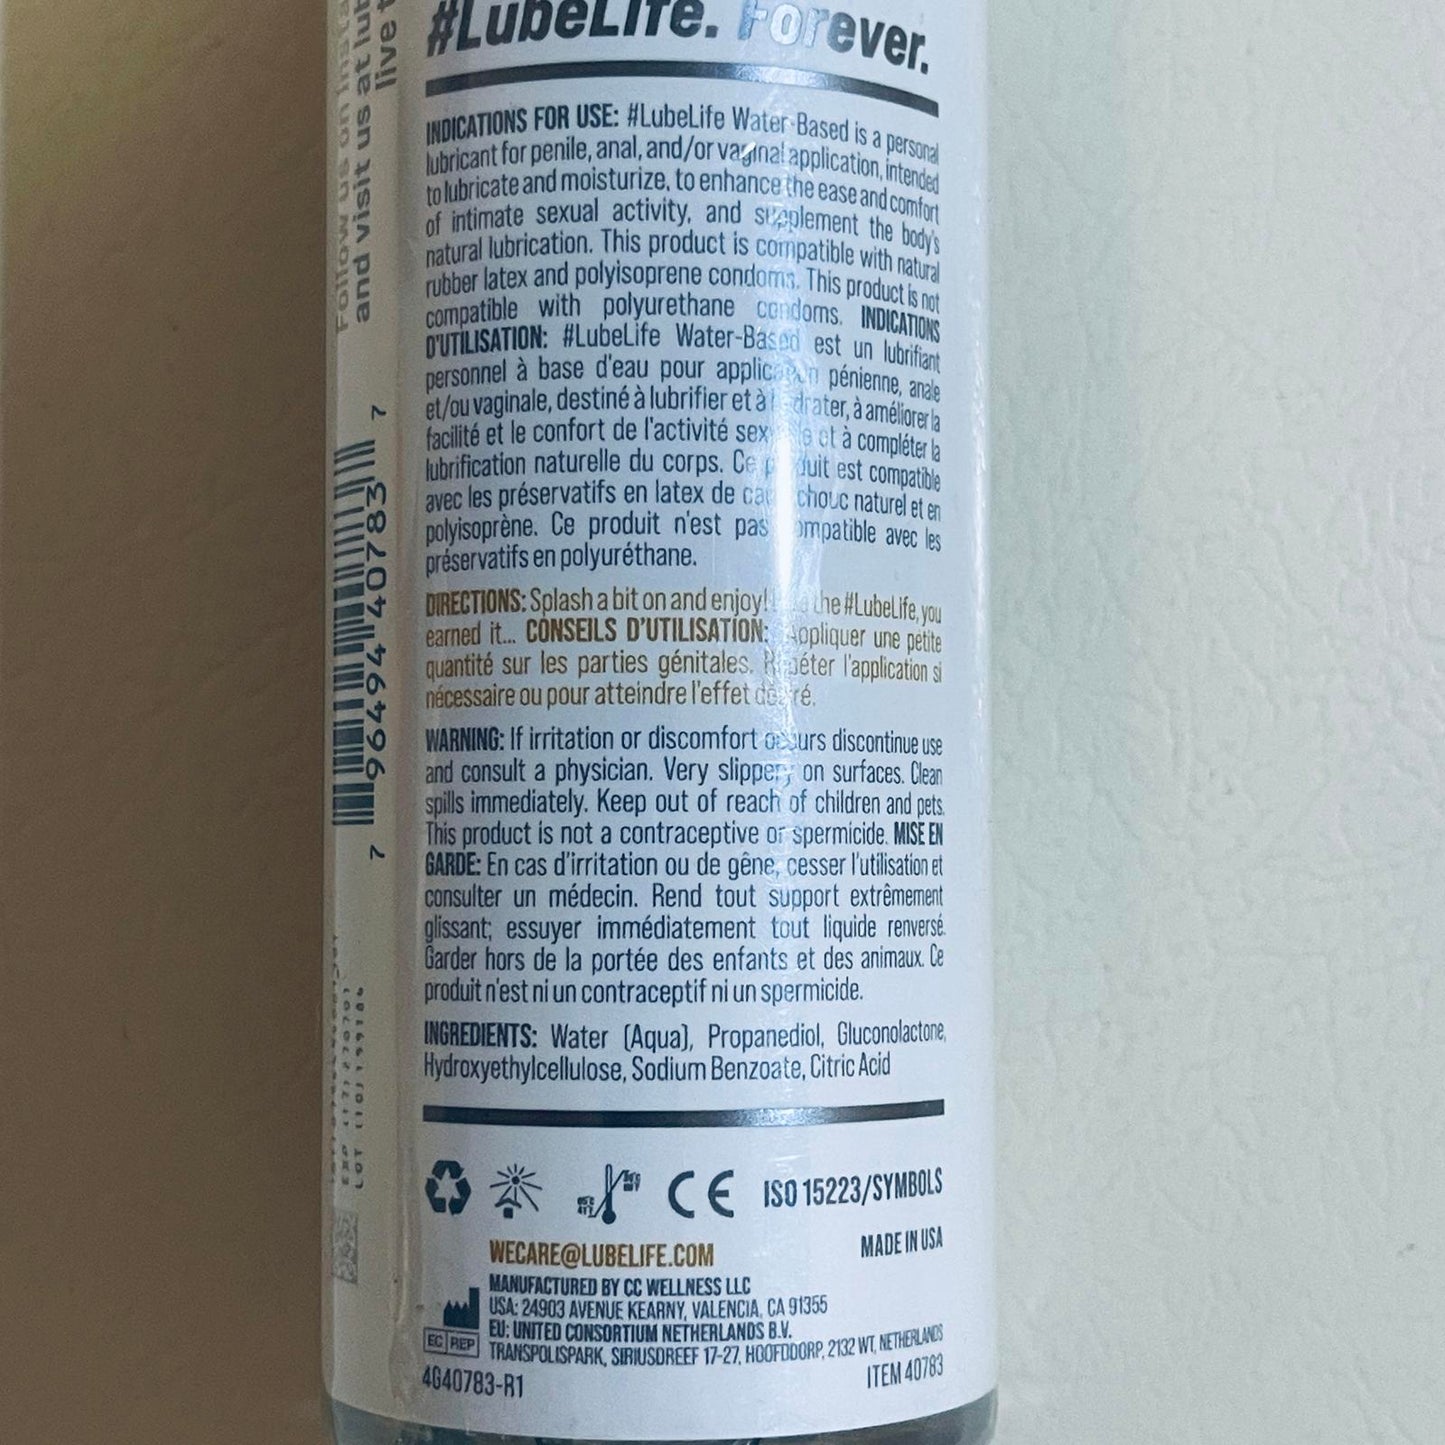 #LubeLife. Forever.
INDICATIONS FOR USE: #LubeLife Water-Based is a personal
lubricant for penile, anal, and/or vaginal application, intended
to lubricate and moisturize, to enhance the ease and comfort
of intimate sexual activity, and supplement the body's
natural lubrication. This product is compatible with natural
rubber latex and polyisoprene condoms. This product is not
compatible with polyurethane condoms. INDICATIONS
D'UTILISATION: #LubeLife Water-Based est un lubrifiant
personnel à base d'eau pour application pénienne, anale
et/ou vaginale, destiné à lubrifier et à hydrater, à améliorer la
facilité et le confort de l'activité sexuelle et à compléter la
lubrification naturelle du corps. Ce produit est compatible
avec les préservatifs en latex de caoutchouc naturel et en
polyisoprène. Ce produit n'est pas compatible avec les
préservatifs en polyuréthane.
DIRECTIONS: Splash a bit on and enjoy! the #LubeLife, you
earned it... CONSEILS D'UTILISATION: Appliquer une petite
quantité sur les parties génitales. Répéter l'application si
nécessaire ou pour atteindre l'effet désiré.
WARNING: If irritation or discomfort occurs discontinue use
and consult a physician. Very slippery on surfaces. Clean
spills immediately. Keep out of reach of children and pets.
This product is not a contraceptive or spermicide. MISE EN
GARDE: En cas d'irritation ou de gêne, cesser l'utilisation et
consulter un médecin. Rend tout support extrêmement
glissant; essuyer immédiatement tout liquide renversé.
Garder hors de la portée des enfants et des animaux. Ce
produit n'est ni un contraceptif ni un spermicide.
INGREDIENTS: Water (Aqua), Propanediol, Gluconolactone,
Hydroxyethylcellulose, Sodium Benzoate, Citric Acid
CE ISO 15223/SYMBOLS
WECARE@LUBELIFE.COM MADE IN USA
MANUFACTURED BY CC WELLNESS LLC
USA: 24903 AVENUE KEARNY, VALENCIA, CA 91355
EU: UNITED CONSORTIUM NETHERLANDS B.V.
EC REP TRANSPOLISPARK, SIRIUSDREEF 17-27, HOOFDDORP, 2132 WT, NETHERLANDS
4G40783-R1 ITEM 40783
Follow us on
and visit us at
live
7 96494 40783 7
EXP (17)270701
LOT (10)199184